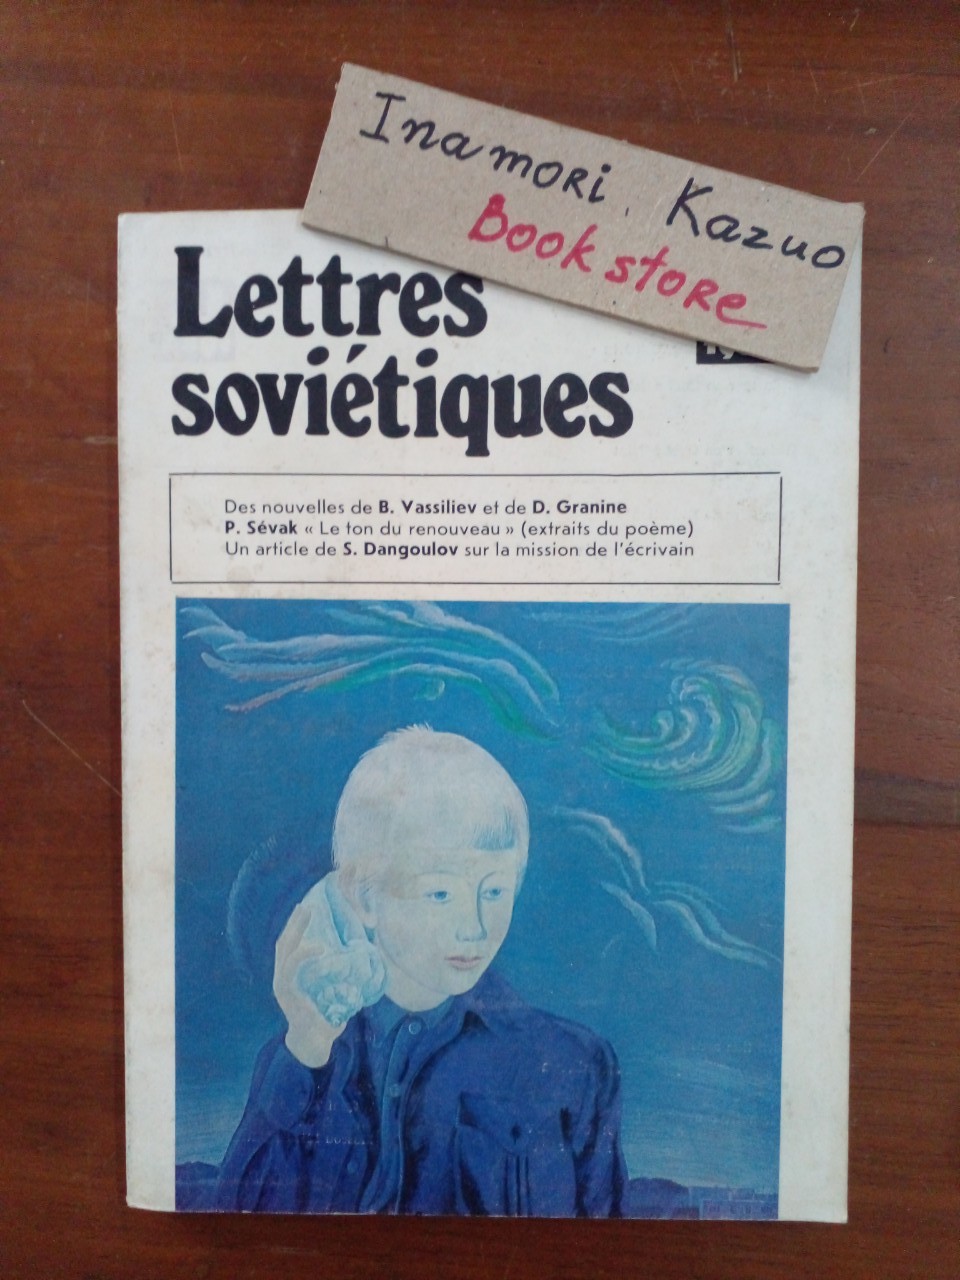 Inamori, Kazuo
Book store
Lettres
soviétiques
Des nouvelles de B. Vassiliev et de D. Granine
P. Sévak « Le ton du renouveau » (extraits du poème)
Un article de S. Dangoulov sur la mission de l'écrivain